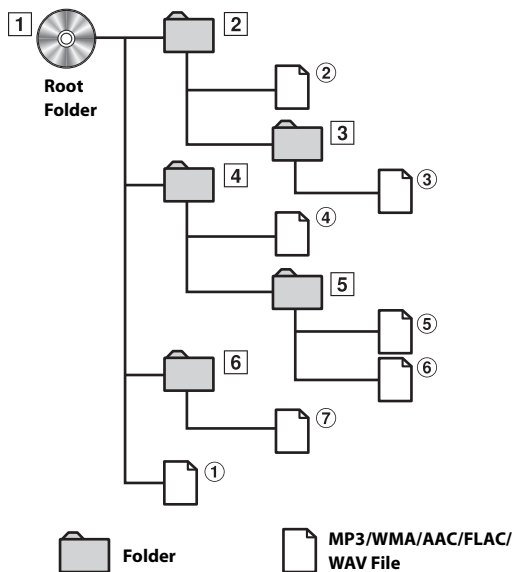 1
2
②
Root
Folder
3
③
4
④
5
⑤
⑥
6
⑦
①
Folder
MP3/WMA/AAC/FLAC/
WAV File